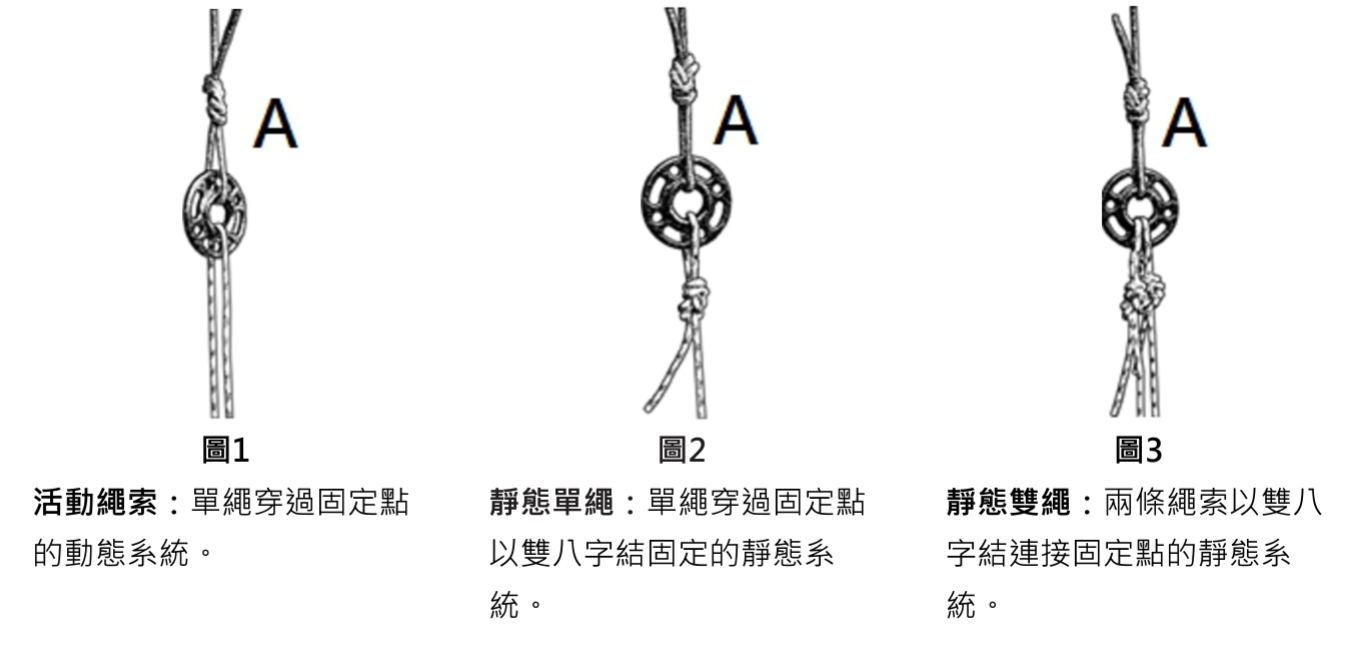 A
A
A
圖1
圖2
圖3
活動繩索：單繩穿過固定點
的動態系統。
靜態單繩：單繩穿過固定點
以雙八字結固定的靜態系
統。
靜態雙繩：兩條繩索以雙八
字結連接固定點的靜態系
統。